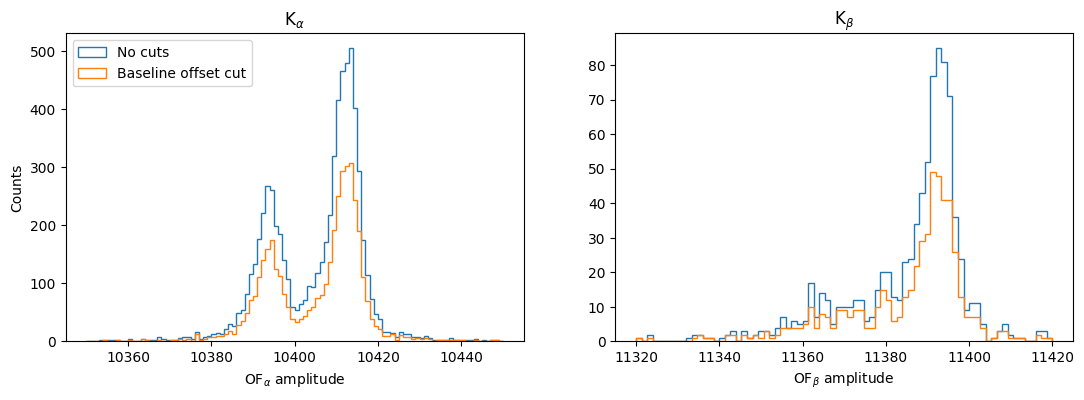 K$_\alpha$
No cuts
Baseline offset cut
Counts
500
400
300
200
100
0
10360 10380 10400 10420 10440
OF$_\alpha$ amplitude
K$_\beta$
80
70
60
50
40
30
20
10
0
11320 11340 11360 11380 11400 11420
OF$_\beta$ amplitude